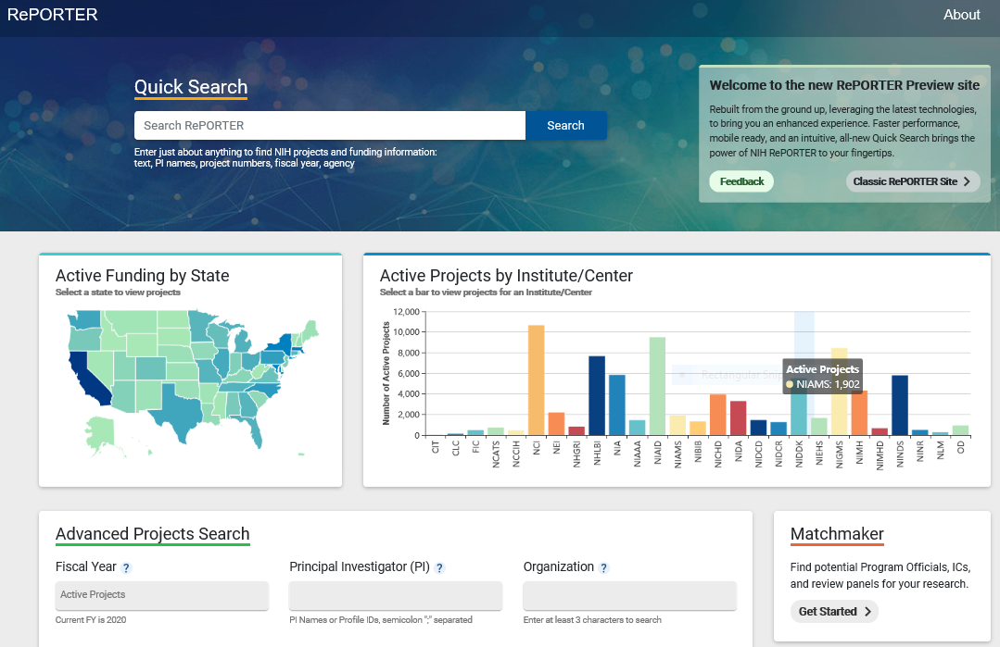 RePORTER
About
Quick Search
Search RePORTER
Search
Enter just about anything to find NIH projects and funding information:
text, PI names, project numbers, fiscal year, agency
Welcome to the new RePORTER Preview site
Rebuilt from the ground up, leveraging the latest technologies,
to bring you an enhanced experience. Faster performance,
mobile ready, and an intuitive, all-new Quick Search brings the
power of NIH RePORTER to your fingertips.
Feedback
Classic RePORTER Site
Active Funding by State
Select a state to view projects
Active Projects by Institute/Center
Select a bar to view projects for an Institute/Center
Number of Active Projects
12,000
10,000
8,000
6,000
4,000
2,000
0
Rectangular Sni
Active Projects
NIAMS: 1,902
CIT
CLC
FIC
NCATS
NCCIH
NCI
NEI
NHGRI
NHLBI
NIA
NIAAA
NIAID
NIAMS
NIBIB
NICHD
NIDA
NIDCD
NIDCR
NIDDK
NIEHS
NIGMS
NIMH
NIMHD
NINDS
NINR
NLM
OD
Advanced Projects Search
Fiscal Year ?
Active Projects
Current FY is 2020
Principal Investigator (PI) ?
PI Names or Profile IDs, semicolon ";" separated
Organization ?
Enter at least 3 characters to search
Matchmaker
Find potential Program Officials, ICs,
and review panels for your research.
Get Started